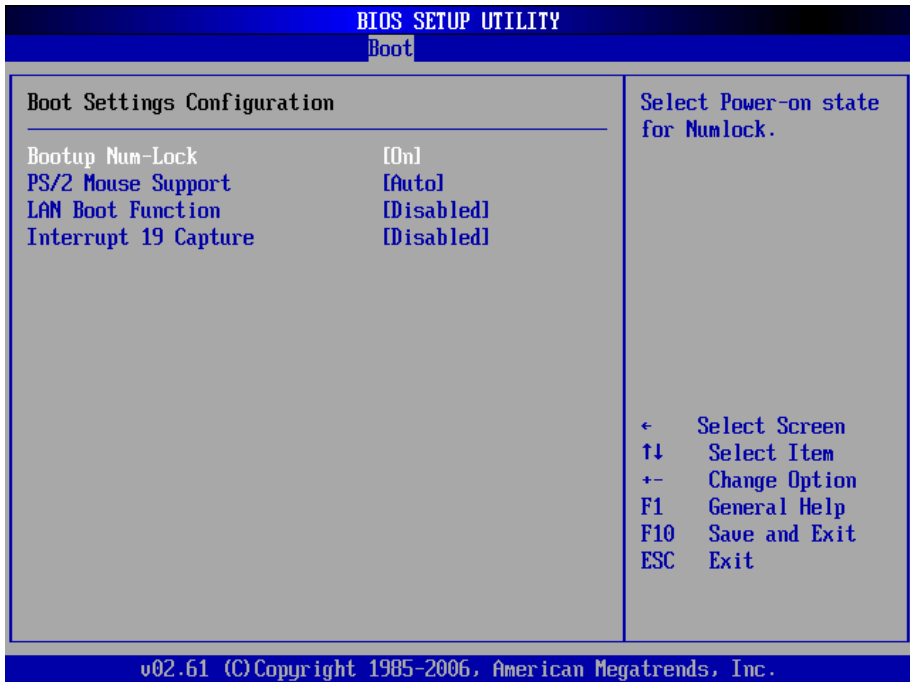 BIOS SETUP UTILITY
Boot
Boot Settings Configuration
Bootup Num-Lock [On]
PS/2 Mouse Support [Auto]
LAN Boot Function [Disabled]
Interrupt 19 Capture [Disabled]
Select Power-on state
for Numlock.
← Select Screen
↑↓ Select Item
+- Change Option
F1 General Help
F10 Save and Exit
ESC Exit
v02.61 (C)Copyright 1985-2006, American Megatrends, Inc.